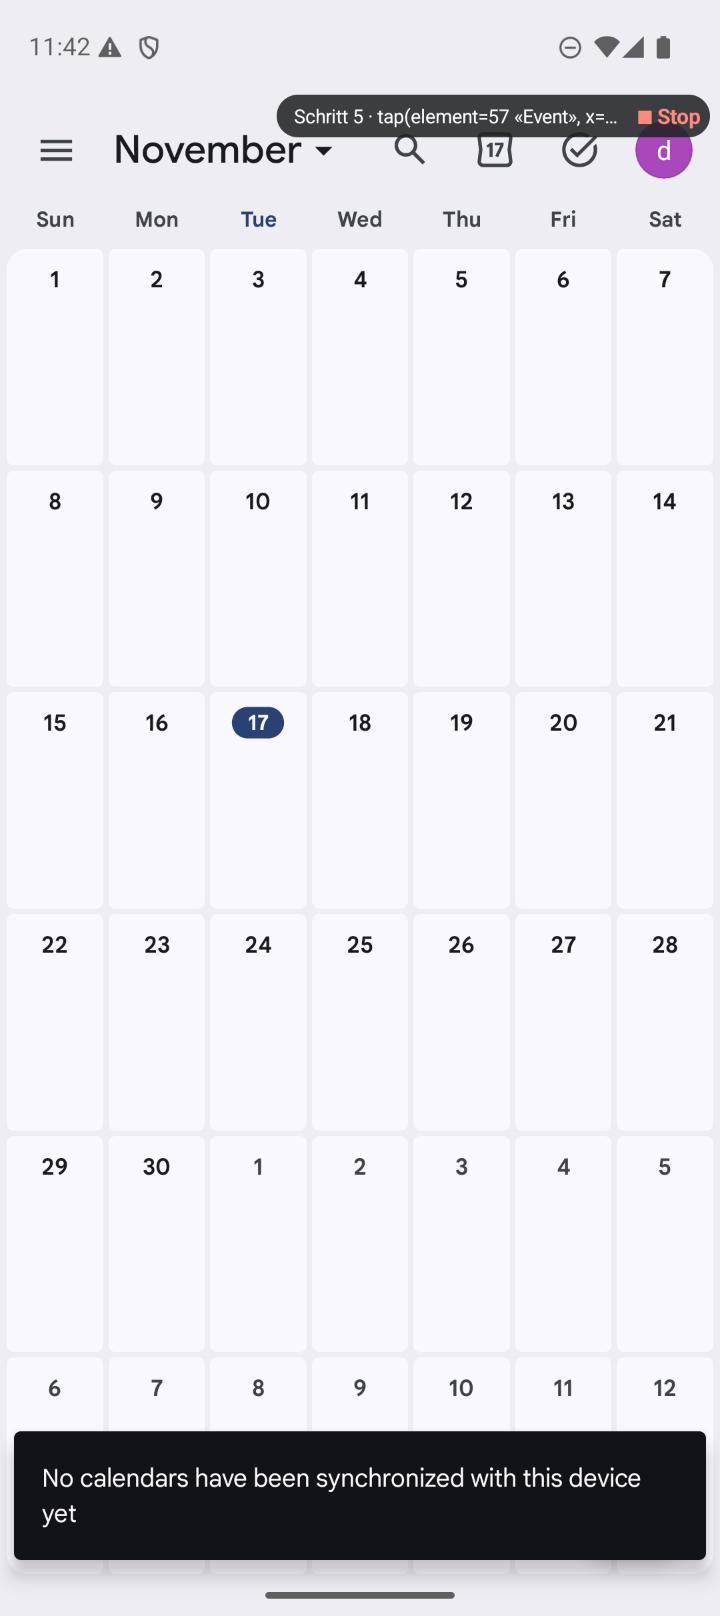 11:42
Schritt 5 · tap(element=57 «Event», x=... Stop
November 17 d
Sun Mon Tue Wed Thu Fri Sat
1 2 3 4 5 6 7
8 9 10 11 12 13 14
15 16 17 18 19 20 21
22 23 24 25 26 27 28
29 30 1 2 3 4 5
6 7 8 9 10 11 12
No calendars have been synchronized with this device
yet